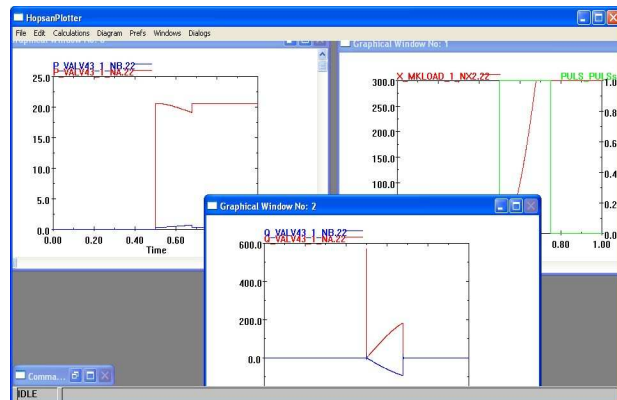 HopsanPlotter
File Edit Calculations Diagram Prefs Windows Dialogs
Graphical Window No: 1
P_VALV43_1_NB.22
P_VALV43_1-NA.22
25.0
20.0
15.0
10.0
5.0
0.0
0.00 0.20 0.40 0.60
Time
X_MKLOAD_1_NX2.22
300.0
250.0
200.0
150.0
100.0
1.0
0.8
0.6
0.4
0.2
0.0
0.80 1.00
Graphical Window No: 2
Q_VALV43_1_NB.22
Q_VALV43_1-NA.22
600.0
400.0
200.0
0.0
Comma...
IDLE